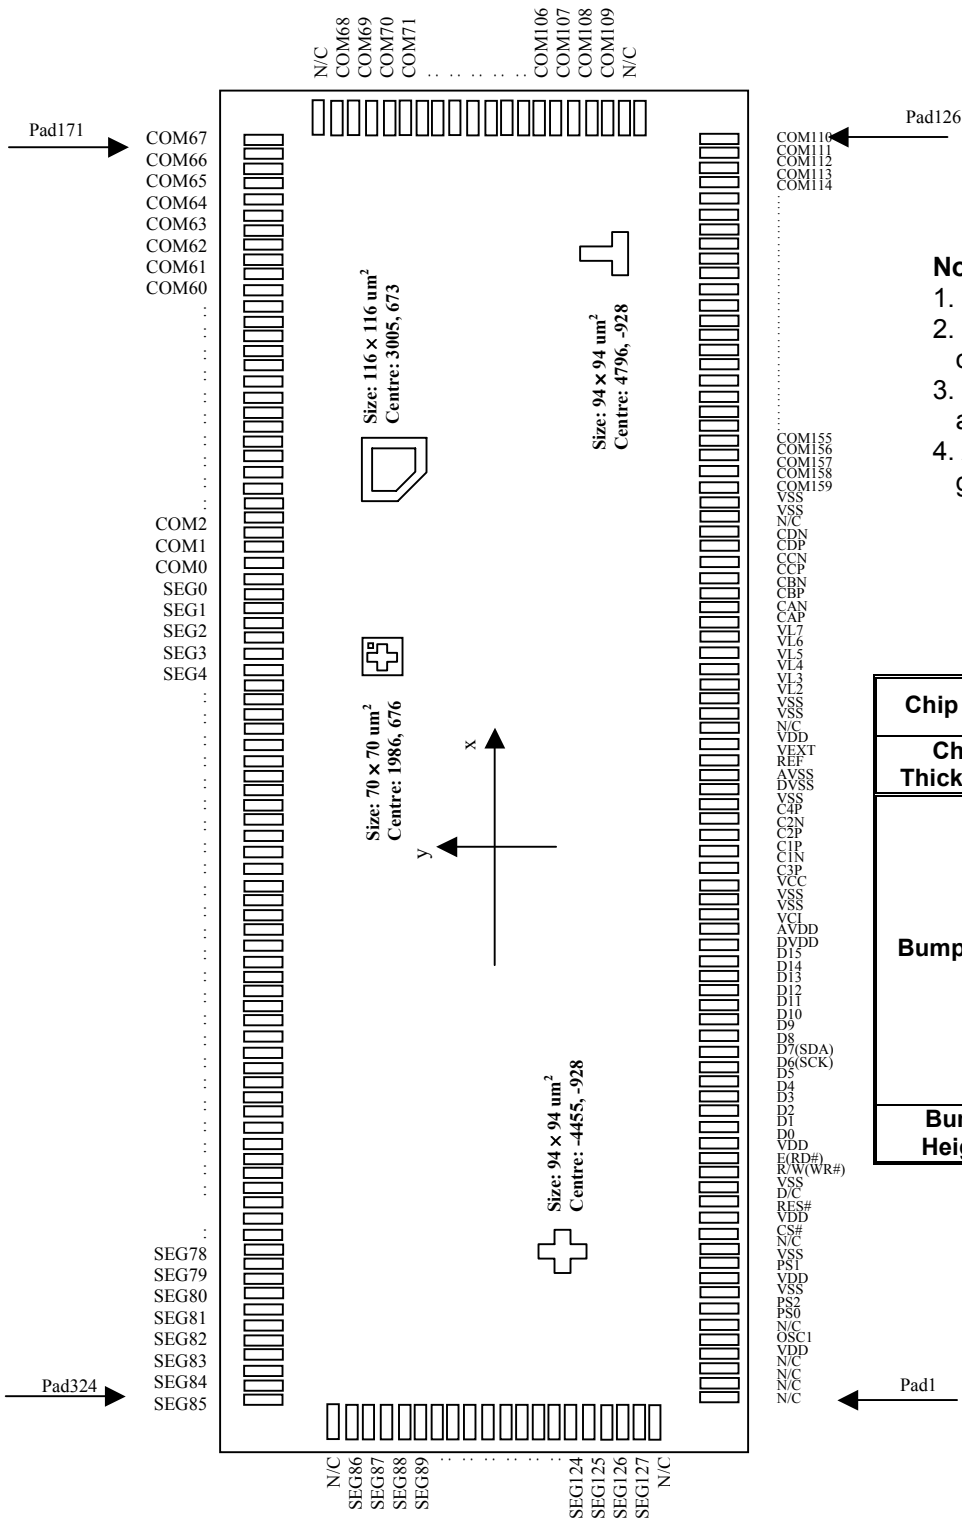 N/C
COM68
COM69
COM70
COM71
: : : : :
COM106
COM107
COM108
COM109
N/C
Pad171
Pad126
COM67
COM66
COM65
COM64
COM63
COM62
COM61
COM60
COM2
COM1
COM0
SEG0
SEG1
SEG2
SEG3
SEG4
SEG78
SEG79
SEG80
SEG81
SEG82
SEG83
SEG84
SEG85
Pad324
Size: 116 x 116 um²
Centre: 3005, 673
Size: 94 x 94 um²
Centre: 4796, -928
Size: 70 x 70 um²
Centre: 1986, 676
x
y
Size: 94 x 94 um²
Centre: -4455, -928
COM110
COM111
COM112
COM113
COM114
COM155
COM156
COM157
COM158
COM159
VSS
VSS
N/C
CDN
CDP
CCN
CCP
CBN
CBP
CAN
CAP
VL7
VL6
VL5
VL4
VL3
VL2
VSS
VSS
N/C
VDD
VEXT
REF
AVSS
DVSS
VSS
C4P
C2N
C2P
C1P
C1N
C3P
VCC
VSS
VSS
VCI
AVDD
DVDD
D15
D14
D13
D12
D11
D10
D9
D8
D7(SDA)
D6(SCK)
D5
D4
D3
D2
D1
D0
VDD
E(RD#)
R/W(WR#)
VSS
D/C
RES#
VDD
CS#
N/C
VSS
PS1
VDD
VSS
PS2
PS0
N/C
OSC1
VDD
N/C
N/C
N/C
N/C
Pad1
N/C
SEG86
SEG87
SEG88
SEG89
: : : : : :
SEG124
SEG125
SEG126
SEG127
N/C
No
1.
2.
3.
a
4.
g
Chip
Ch
Thick
Bump
Bu
Heig